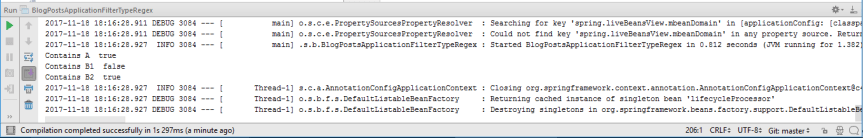 Run BlogPostsApplicationFilterTypeRegex
2017-11-18 18:16:28.911 DEBUG 3084 --- [ main] o.s.c.e.PropertySourcesPropertyResolver : Searching for key 'spring.liveBeansView.mbeanDomain' in [applicationConfig: [classp
2017-11-18 18:16:28.911 DEBUG 3084 --- [ main] o.s.c.e.PropertySourcesPropertyResolver : Could not find key 'spring.liveBeansView.mbeanDomain' in any property source. Retur
2017-11-18 18:16:28.927 INFO 3084 --- [ main] .s.b.BlogPostsApplicationFilterTypeRegex : Started BlogPostsApplicationFilterTypeRegex in 0.812 seconds (JVM running for 1.382
Contains A true
Contains B1 false
Contains B2 true
2017-11-18 18:16:28.927 INFO 3084 --- [ Thread-1] s.c.a.AnnotationConfigApplicationContext : Closing org.springframework.context.annotation.AnnotationConfigApplicationContext@c
2017-11-18 18:16:28.927 DEBUG 3084 --- [ Thread-1] o.s.b.f.s.DefaultListableBeanFactory : Returning cached instance of singleton bean 'lifecycleProcessor'
2017-11-18 18:16:28.927 DEBUG 3084 --- [ Thread-1] o.s.b.f.s.DefaultListableBeanFactory : Destroying singletons in org.springframework.beans.factory.support.DefaultListableBe
Compilation completed successfully in 1s 297ms (a minute ago) 206:1 CRLF UTF-8 Git: master